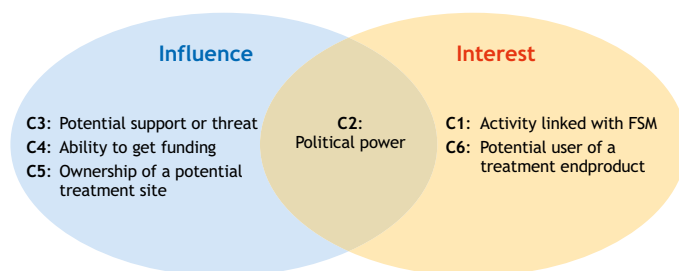 Influence
Interest
C3: Potential support or threat
C4: Ability to get funding
C5: Ownership of a potential
treatment site
C2:
Political power
C1: Activity linked with FSM
C6: Potential user of a
treatment endproduct